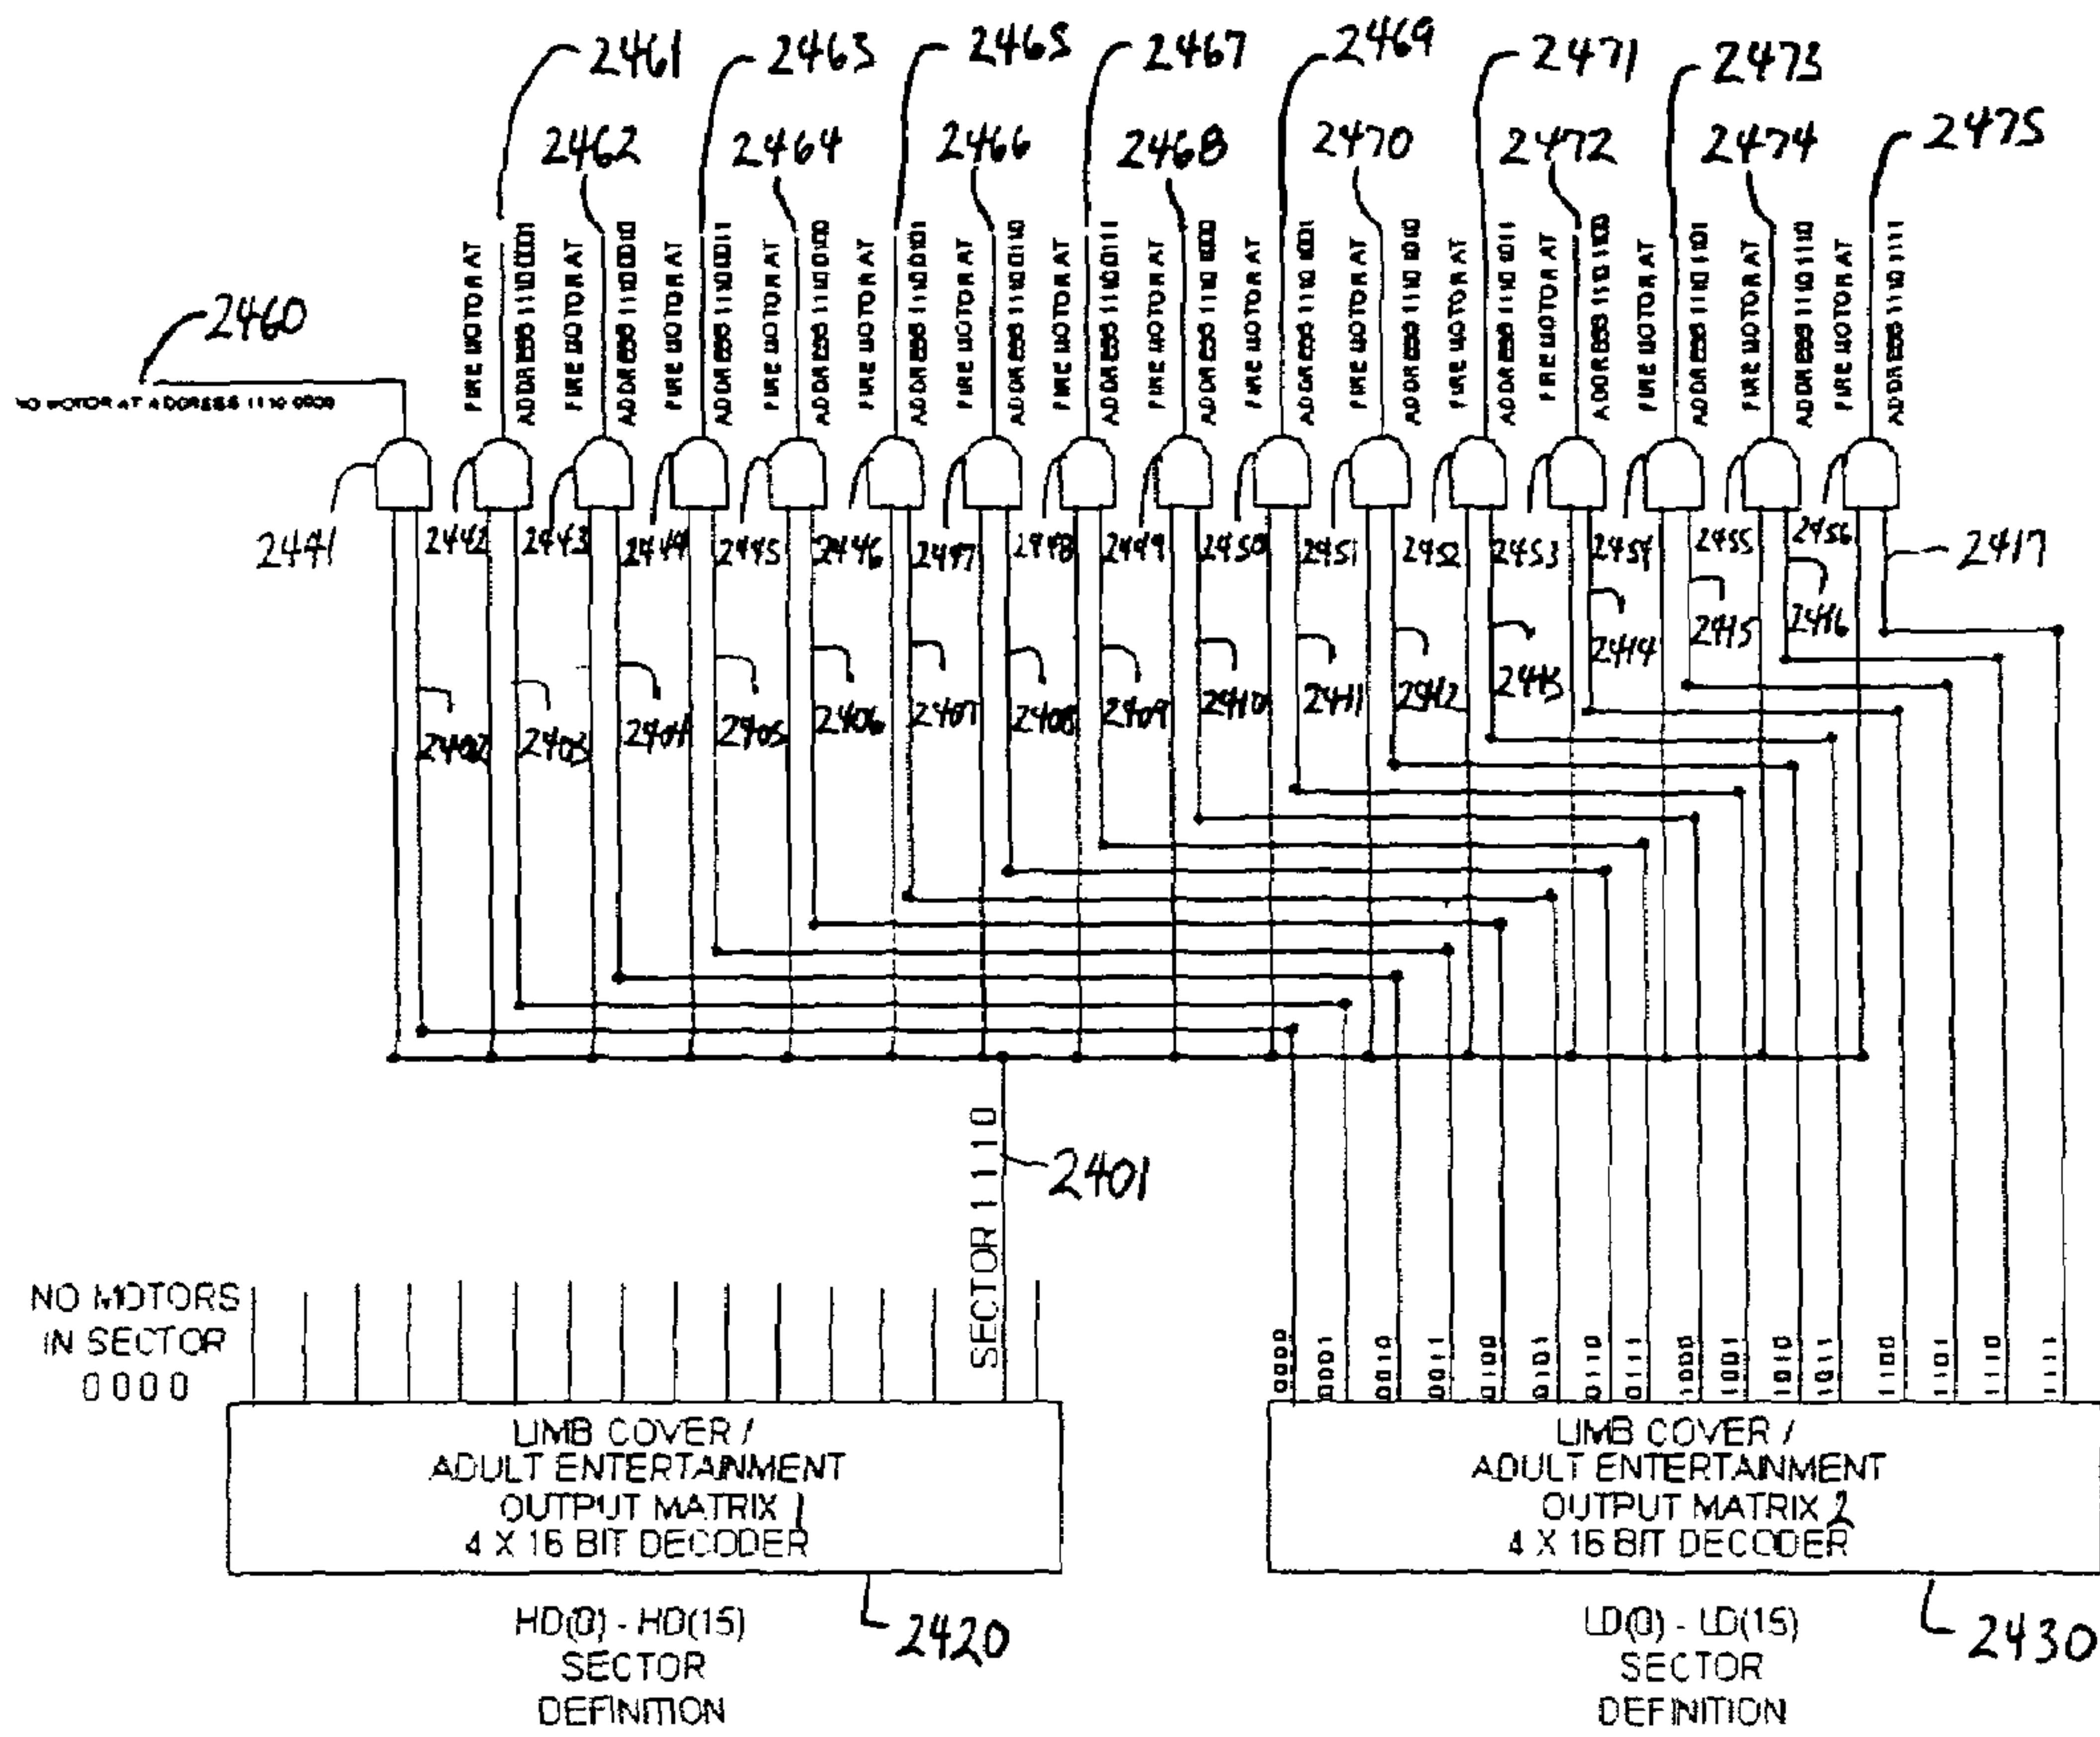 2461 2463 2465 2467 2469 2471 2473
2462 2464 2466 2468 2470 2472 2474 2475
2460
NO MOTOR AT ADDRESS 1110 0000
FIRE MOTOR AT
ADDRESS 1110 0001
FIRE MOTOR AT
ADDRESS 1110 0010
FIRE MOTOR AT
ADDRESS 1110 0011
FIRE MOTOR AT
ADDRESS 1110 0100
FIRE MOTOR AT
ADDRESS 1110 0101
FIRE MOTOR AT
ADDRESS 1110 0110
FIRE MOTOR AT
ADDRESS 1110 0111
FIRE MOTOR AT
ADDRESS 1110 1000
FIRE MOTOR AT
ADDRESS 1110 1001
FIRE MOTOR AT
ADDRESS 1110 1010
FIRE MOTOR AT
ADDRESS 1110 1011
FIRE MOTOR AT
ADDRESS 1110 1100
FIRE MOTOR AT
ADDRESS 1110 1101
FIRE MOTOR AT
ADDRESS 1110 1110
FIRE MOTOR AT
ADDRESS 1110 1111
2441 2442 2443 2444 2445 2446 2447 2448 2449 2450 2451 2452 2453 2454 2455 2456 2417
2414 2415 2416
2402 2403 2404 2405 2406 2407 2408 2409 2410 2411 2412 2413
SECTOR 1110
2401
NO MOTORS
IN SECTOR
0000
0000 0001 0010 0011 0100 0101 0110 0111 1000 1001 1010 1011 1100 1101 1110 1111
LIMB COVER /
ADULT ENTERTAINMENT
OUTPUT MATRIX 1
4 X 16 BIT DECODER
LIMB COVER /
ADULT ENTERTAINMENT
OUTPUT MATRIX 2
4 X 16 BIT DECODER
HD(0) - HD(15)
SECTOR
DEFINITION
2420
LD(0) - LD(15)
SECTOR
DEFINITION
2430